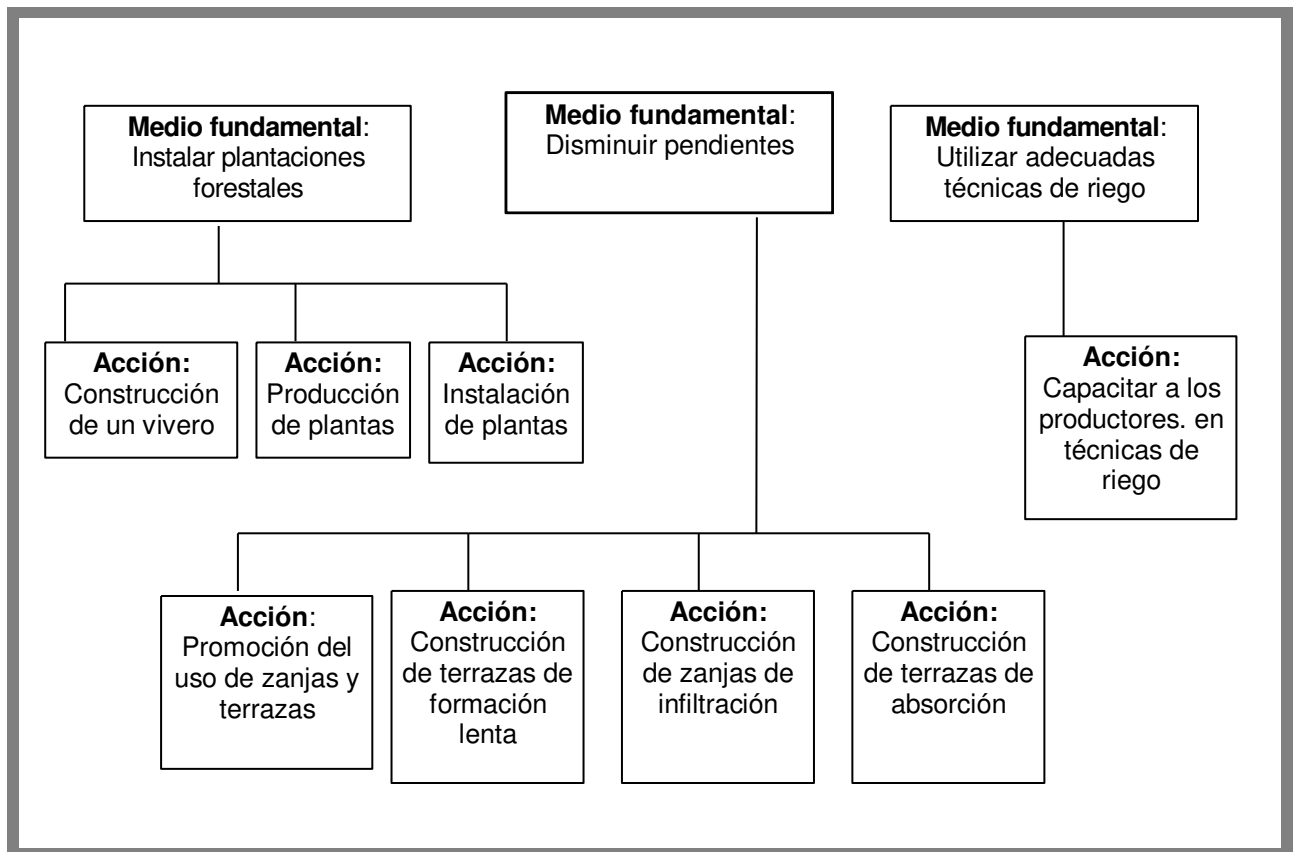 Medio fundamental:
Instalar plantaciones
forestales
Medio fundamental:
Disminuir pendientes
Medio fundamental:
Utilizar adecuadas
técnicas de riego
Acción:
Construcción
de un vivero
Acción:
Producción
de plantas
Acción:
Instalación
de plantas
Acción:
Capacitar a los
productores. en
técnicas de
riego
Acción:
Promoción del
uso de zanjas y
terrazas
Acción:
Construcción
de terrazas de
formación
lenta
Acción:
Construcción
de zanjas de
infiltración
Acción:
Construcción
de terrazas de
absorción